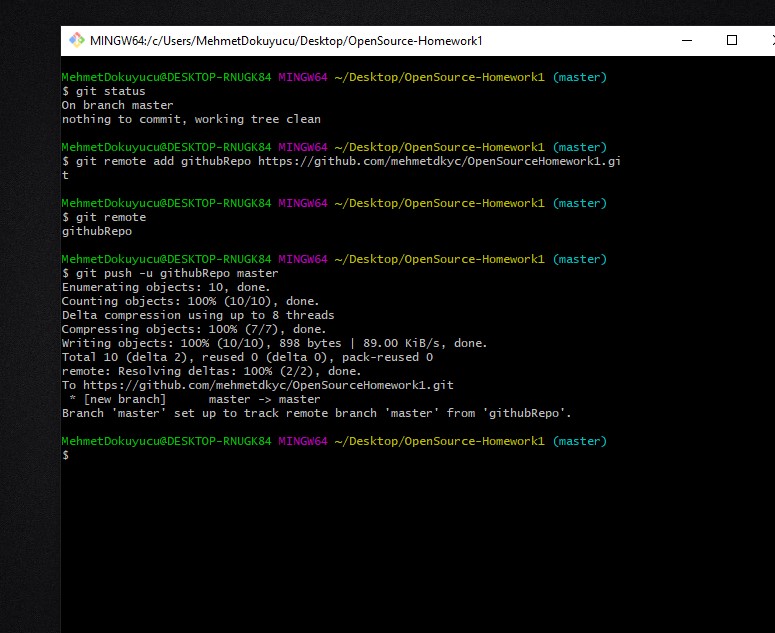 MINGW64:/c/Users/MehmetDokuyucu/Desktop/OpenSource-Homework1
MehmetDokuyucu@DESKTOP-RNUGK84 MINGW64 ~/Desktop/OpenSource-Homework1 (master)
$ git status
On branch master
nothing to commit, working tree clean
MehmetDokuyucu@DESKTOP-RNUGK84 MINGW64 ~/Desktop/OpenSource-Homework1 (master)
$ git remote add githubRepo https://github.com/mehmetdkyc/OpenSourceHomework1.gi
t
MehmetDokuyucu@DESKTOP-RNUGK84 MINGW64 ~/Desktop/OpenSource-Homework1 (master)
$ git remote
githubRepo
MehmetDokuyucu@DESKTOP-RNUGK84 MINGW64 ~/Desktop/OpenSource-Homework1 (master)
$ git push -u githubRepo master
Enumerating objects: 10, done.
Counting objects: 100% (10/10), done.
Delta compression using up to 8 threads
Compressing objects: 100% (7/7), done.
Writing objects: 100% (10/10), 898 bytes | 89.00 KiB/s, done.
Total 10 (delta 2), reused 0 (delta 0), pack-reused 0
remote: Resolving deltas: 100% (2/2), done.
To https://github.com/mehmetdkyc/OpenSourceHomework1.git
 * [new branch]      master -> master
Branch 'master' set up to track remote branch 'master' from 'githubRepo'.
MehmetDokuyucu@DESKTOP-RNUGK84 MINGW64 ~/Desktop/OpenSource-Homework1 (master)
$